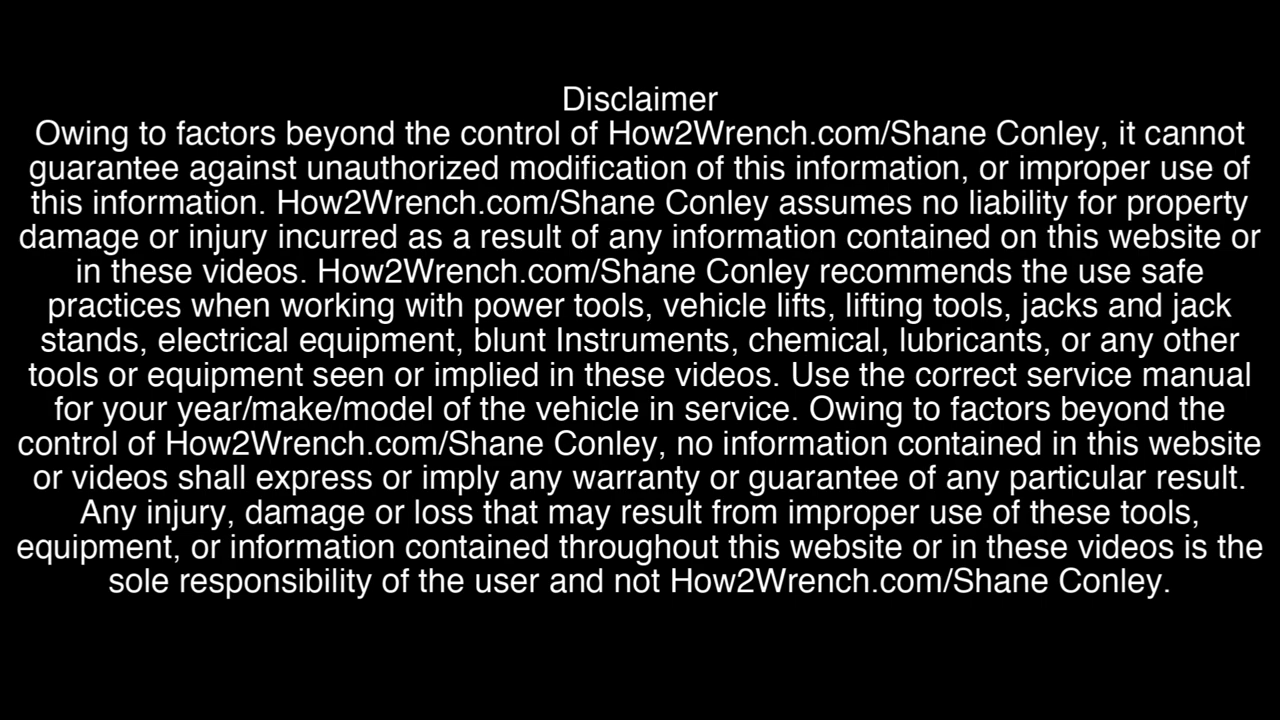 Disclaimer
Owing to factors beyond the control of How2Wrench.com/Shane Conley, it cannot
guarantee against unauthorized modification of this information, or improper use of
this information. How2Wrench.com/Shane Conley assumes no liability for property
damage or injury incurred as a result of any information contained on this website or
in these videos. How2Wrench.com/Shane Conley recommends the use safe
practices when working with power tools, vehicle lifts, lifting tools, jacks and jack
stands, electrical equipment, blunt Instruments, chemical, lubricants, or any other
tools or equipment seen or implied in these videos. Use the correct service manual
for your year/make/model of the vehicle in service. Owing to factors beyond the
control of How2Wrench.com/Shane Conley, no information contained in this website
or videos shall express or imply any warranty or guarantee of any particular result.
Any injury, damage or loss that may result from improper use of these tools,
equipment, or information contained throughout this website or in these videos is the
sole responsibility of the user and not How2Wrench.com/Shane Conley.